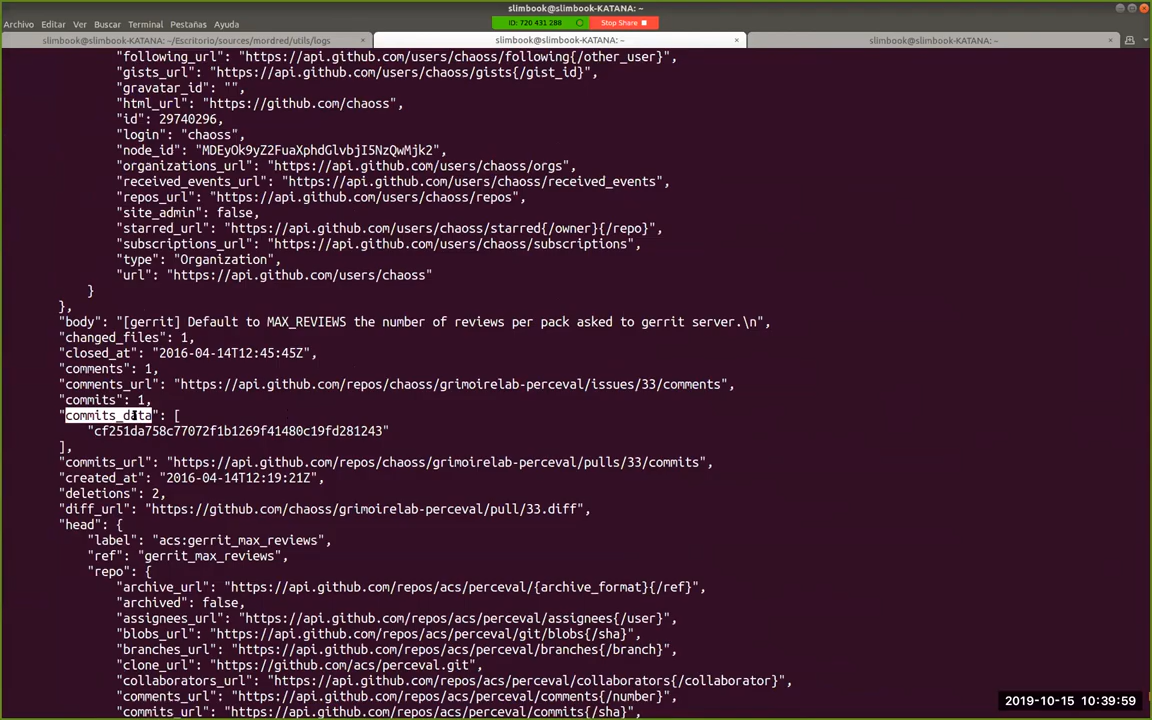 slimbook@slimbook-KATANA: ~
Archivo Editar Ver Buscar Terminal Pestañas Ayuda
ID: 720 431 288 Stop Share
slimbook@slimbook-KATANA: ~/Escritorio/sources/mordred/utils/logs × slimbook@slimbook-KATANA: ~ × slimbook@slimbook-KATANA: ~ ×
"following_url": "https://api.github.com/users/chaoss/following{/other_user}",
"gists_url": "https://api.github.com/users/chaoss/gists{/gist_id}",
"gravatar_id": "",
"html_url": "https://github.com/chaoss",
"id": 29740296,
"login": "chaoss",
"node_id": "MDEyOk9yZ2FuaXphdGlvbjI5NzQwMjk2",
"organizations_url": "https://api.github.com/users/chaoss/orgs",
"received_events_url": "https://api.github.com/users/chaoss/received_events",
"repos_url": "https://api.github.com/users/chaoss/repos",
"site_admin": false,
"starred_url": "https://api.github.com/users/chaoss/starred{/owner}{/repo}",
"subscriptions_url": "https://api.github.com/users/chaoss/subscriptions",
"type": "Organization",
"url": "https://api.github.com/users/chaoss"
}
},
"body": "[gerrit] Default to MAX_REVIEWS the number of reviews per pack asked to gerrit server.\n",
"changed_files": 1,
"closed_at": "2016-04-14T12:45:45Z",
"comments": 1,
"comments_url": "https://api.github.com/repos/chaoss/grimoirelab-perceval/issues/33/comments",
"commits": 1,
"commits_data": [
"cf251da758c77072f1b1269f41480c19fd281243"
],
"commits_url": "https://api.github.com/repos/chaoss/grimoirelab-perceval/pulls/33/commits",
"created_at": "2016-04-14T12:19:21Z",
"deletions": 2,
"diff_url": "https://github.com/chaoss/grimoirelab-perceval/pull/33.diff",
"head": {
"label": "acs:gerrit_max_reviews",
"ref": "gerrit_max_reviews",
"repo": {
"archive_url": "https://api.github.com/repos/acs/perceval/{archive_format}{/ref}",
"archived": false,
"assignees_url": "https://api.github.com/repos/acs/perceval/assignees{/user}",
"blobs_url": "https://api.github.com/repos/acs/perceval/git/blobs{/sha}",
"branches_url": "https://api.github.com/repos/acs/perceval/branches{/branch}",
"clone_url": "https://github.com/acs/perceval.git",
"collaborators_url": "https://api.github.com/repos/acs/perceval/collaborators{/collaborator}",
"comments_url": "https://api.github.com/repos/acs/perceval/comments{/number}",
"commits_url": "https://api.github.com/repos/acs/perceval/commits{/sha}",
2019-10-15 10:39:59